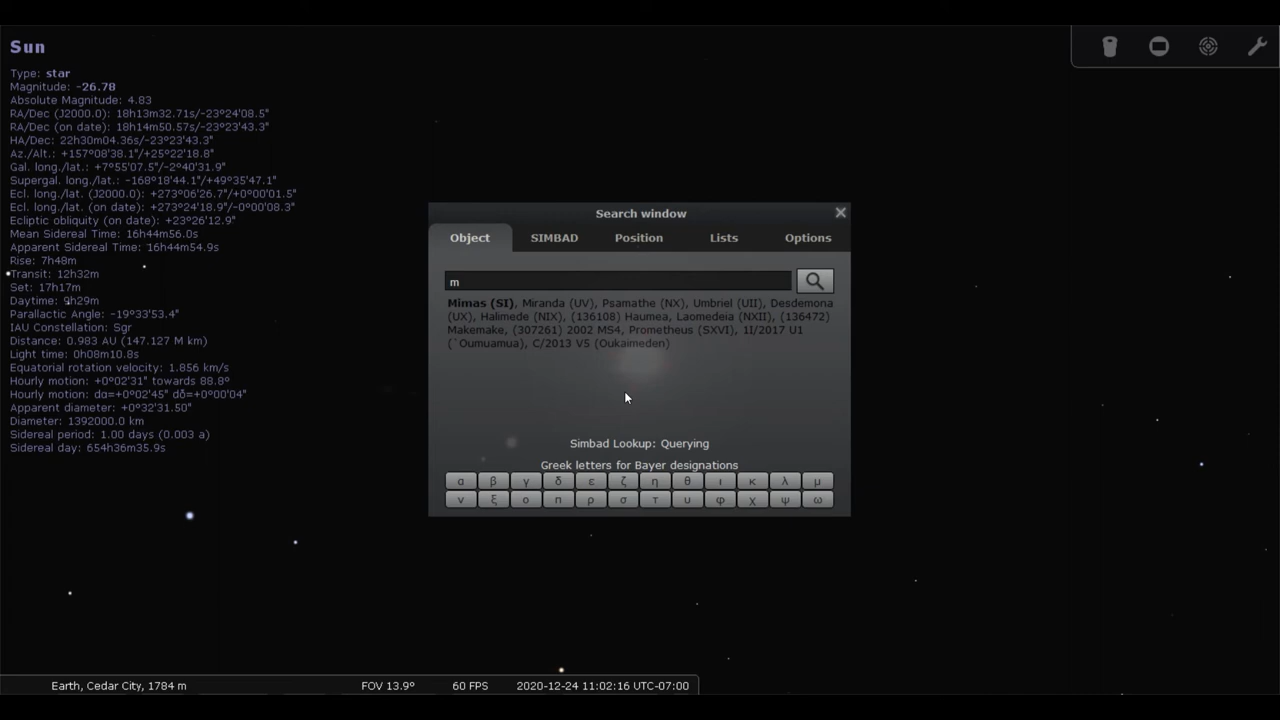 Sun
Type: star
Magnitude: -26.78
Absolute Magnitude: 4.83
RA/Dec (J2000.0): 18h13m32.71s/-23°24'08.5"
RA/Dec (on date): 18h14m50.57s/-23°23'43.3"
HA/Dec: 22h30m04.36s/-23°23'43.3"
Az./Alt.: +157°08'38.1"/+25°22'18.8"
Gal. long./lat.: +7°55'07.5"/-2°40'31.9"
Supergal. long./lat.: -168°18'44.1"/+49°35'47.1"
Ecl. long./lat. (J2000.0): +273°06'26.7"/+0°00'01.5"
Ecl. long./lat. (on date): +273°24'18.9"/-0°00'08.3"
Ecliptic obliquity (on date): +23°26'12.9"
Mean Sidereal Time: 16h44m56.0s
Apparent Sidereal Time: 16h44m54.9s
Rise: 7h48m
Transit: 12h32m
Set: 17h17m
Daytime: 9h29m
Parallactic Angle: -19°33'53.4"
IAU Constellation: Sgr
Distance: 0.983 AU (147.127 M km)
Light time: 0h08m10.8s
Equatorial rotation velocity: 1.856 km/s
Hourly motion: +0°02'31" towards 88.8°
Hourly motion: dα=+0°02'45" dδ=+0°00'04"
Apparent diameter: +0°32'31.50"
Diameter: 1392000.0 km
Sidereal period: 1.00 days (0.003 a)
Sidereal day: 654h36m35.9s
Search window
Object SIMBAD Position Lists Options
m
Mimas (SI), Miranda (UV), Psamathe (NX), Umbriel (UII), Desdemona
(UX), Halimede (NIX), (136108) Haumea, Laomedeia (NXII), (136472)
Makemake, (307261) 2002 MS4, Prometheus (SXVI), 1I/2017 U1
(`Oumuamua), C/2013 V5 (Oukaimeden)
Simbad Lookup: Querying
Greek letters for Bayer designations
α β γ δ ε ζ η θ ι κ λ μ
ν ξ ο π ρ σ τ υ φ χ ψ ω
Earth, Cedar City, 1784 m FOV 13.9° 60 FPS 2020-12-24 11:02:16 UTC-07:00